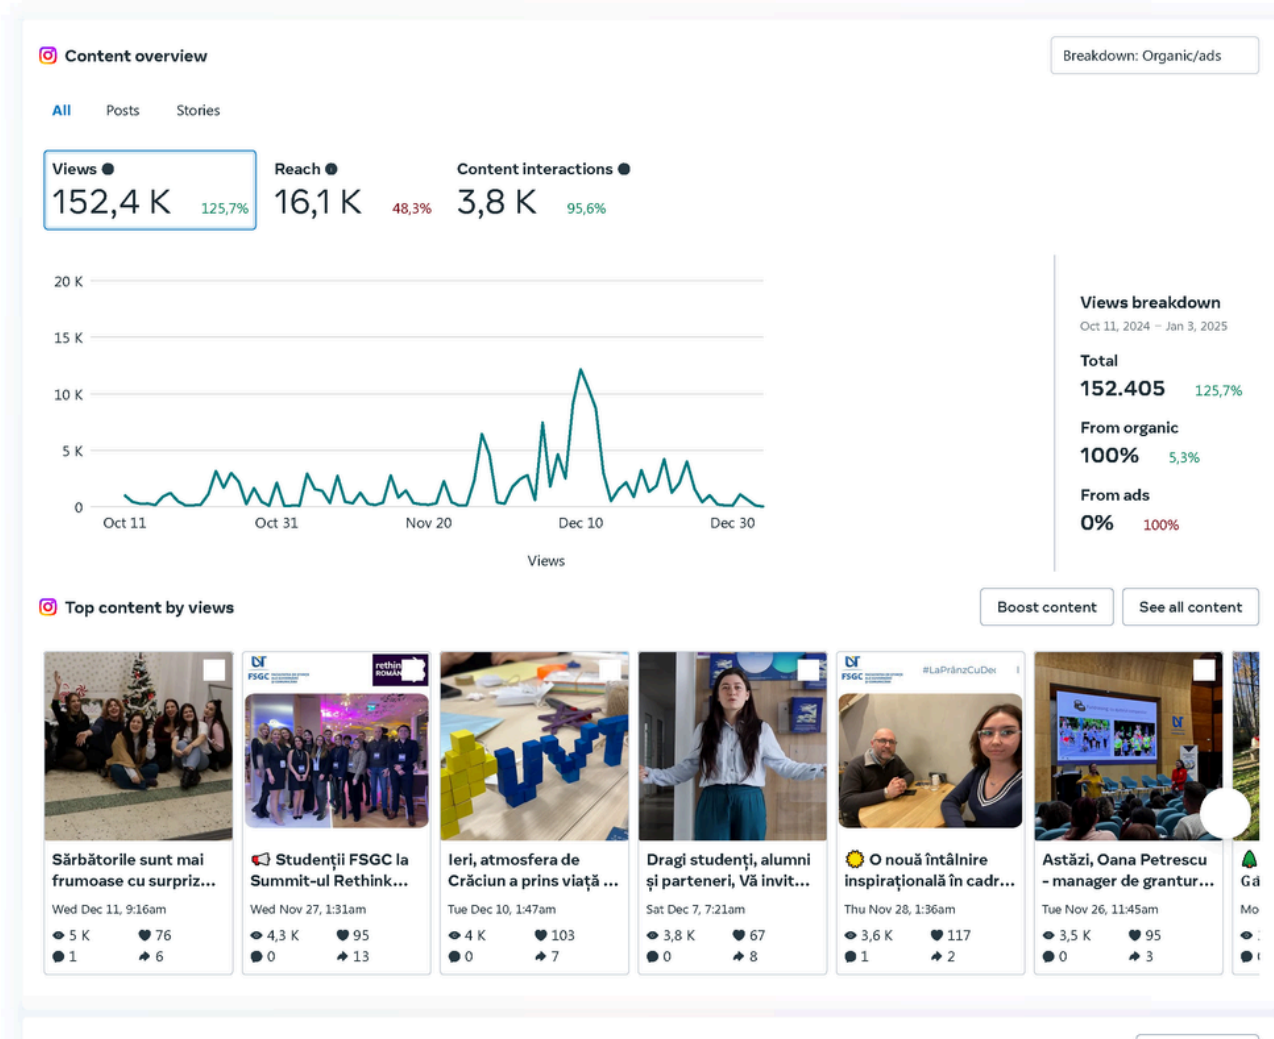 Content overview
Breakdown: Organic/ads
All Posts Stories
Views Reach Content interactions
152,4 K 125,7% 16,1 K 48,3% 3,8 K 95,6%
20 K
15 K
10 K
5 K
0
Oct 11 Oct 31 Nov 20 Dec 10 Dec 30
Views
Views breakdown
Oct 11, 2024 – Jan 3, 2025
Total
152.405 125,7%
From organic
100% 5,3%
From ads
0% 100%
Top content by views
Boost content See all content
FSGC
rethin
ROMÂN
UVT
FSGC
#LaPrânzCuDec
Sărbătorile sunt mai
frumoase cu surpriz...
Wed Dec 11, 9:16am
5 K 76
1 6
📢 Studenții FSGC la
Summit-ul Rethink...
Wed Nov 27, 1:31am
4,3 K 95
0 13
Ieri, atmosfera de
Crăciun a prins viață ...
Tue Dec 10, 1:47am
4 K 103
0 7
Dragi studenți, alumni
și parteneri, Vă invit...
Sat Dec 7, 7:21am
3,8 K 67
0 8
O nouă întâlnire
inspirațională în cadr...
Thu Nov 28, 1:36am
3,6 K 117
1 2
Astăzi, Oana Petrescu
- manager de grantur...
Tue Nov 26, 11:45am
3,5 K 95
0 3
🌲
Ga
Mo